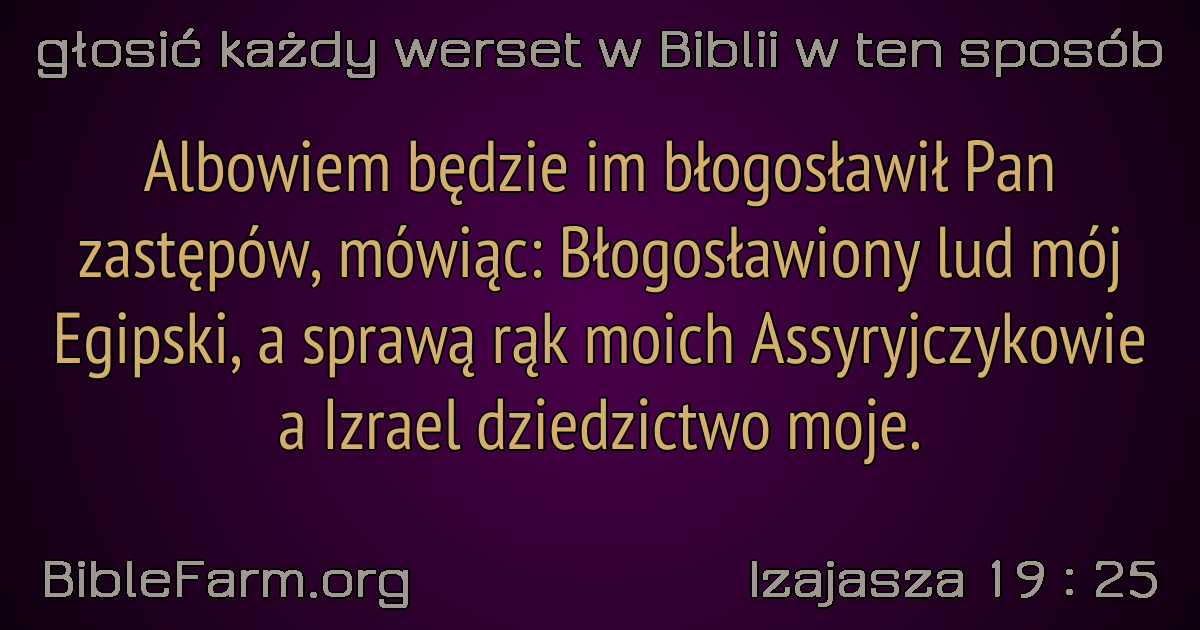 głosić każdy werset w Biblii w ten sposób
Albowiem będzie im błogosławił Pan
zastępów, mówiąc: Błogosławiony lud mój
Egipski, a sprawą rąk moich Assyryjczykowie
a Izrael dziedzictwo moje.
BibleFarm.org
Izajasza 19 : 25